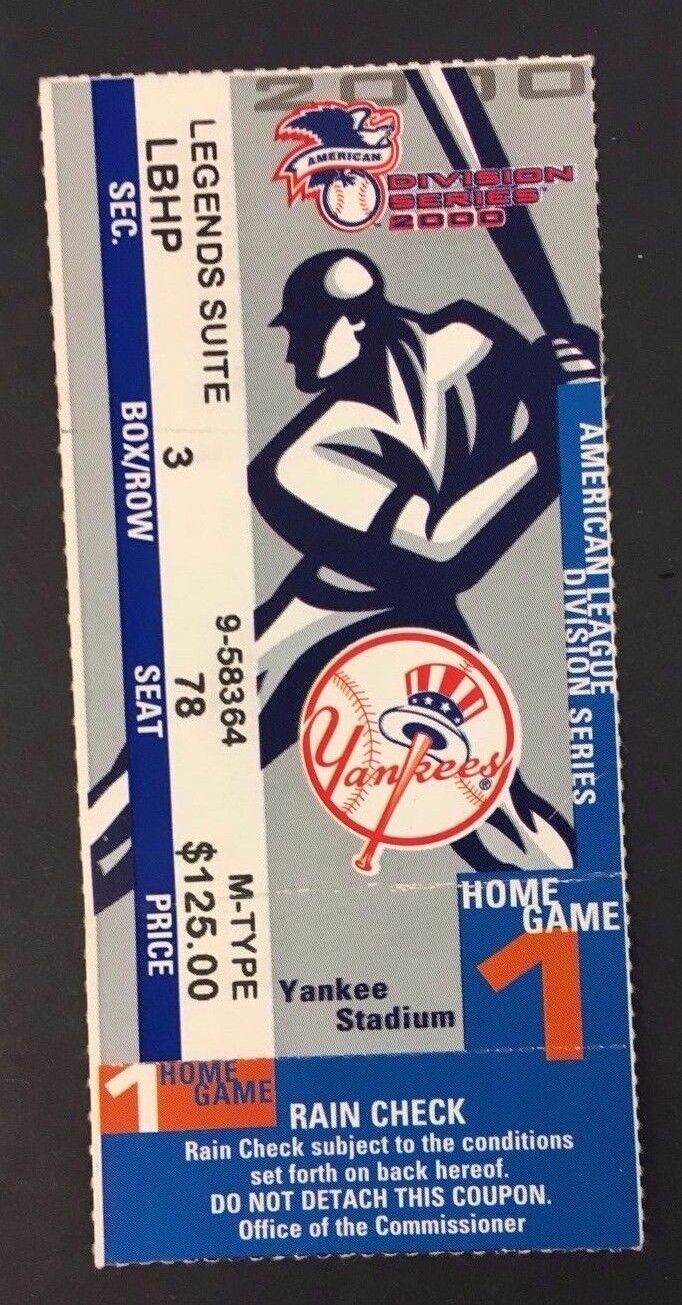 2000
AMERICAN
DIVISION
SERIES™
2000
LEGENDS SUITE
LBHP 3 78 $125.00
SEC. BOX/ROW SEAT PRICE
9-58364 M-TYPE
AMERICAN LEAGUE
DIVISION SERIES
Yankees®
HOME
GAME
1
Yankee
Stadium
1 HOME
GAME
RAIN CHECK
Rain Check subject to the conditions
set forth on back hereof.
DO NOT DETACH THIS COUPON.
Office of the Commissioner